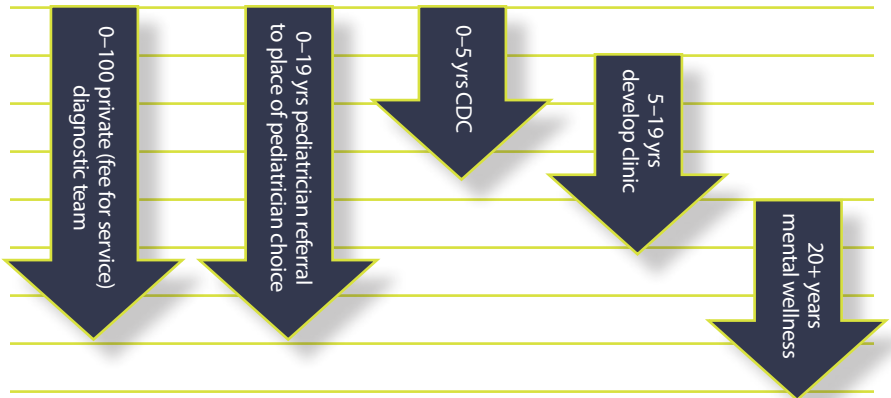 0–100 private (fee for service)
diagnostic team
0–19 yrs pediatrician referral
to place of pediatrician choice
0–5 yrs CDC
5–19 yrs
develop clinic
20+ years
mental wellness